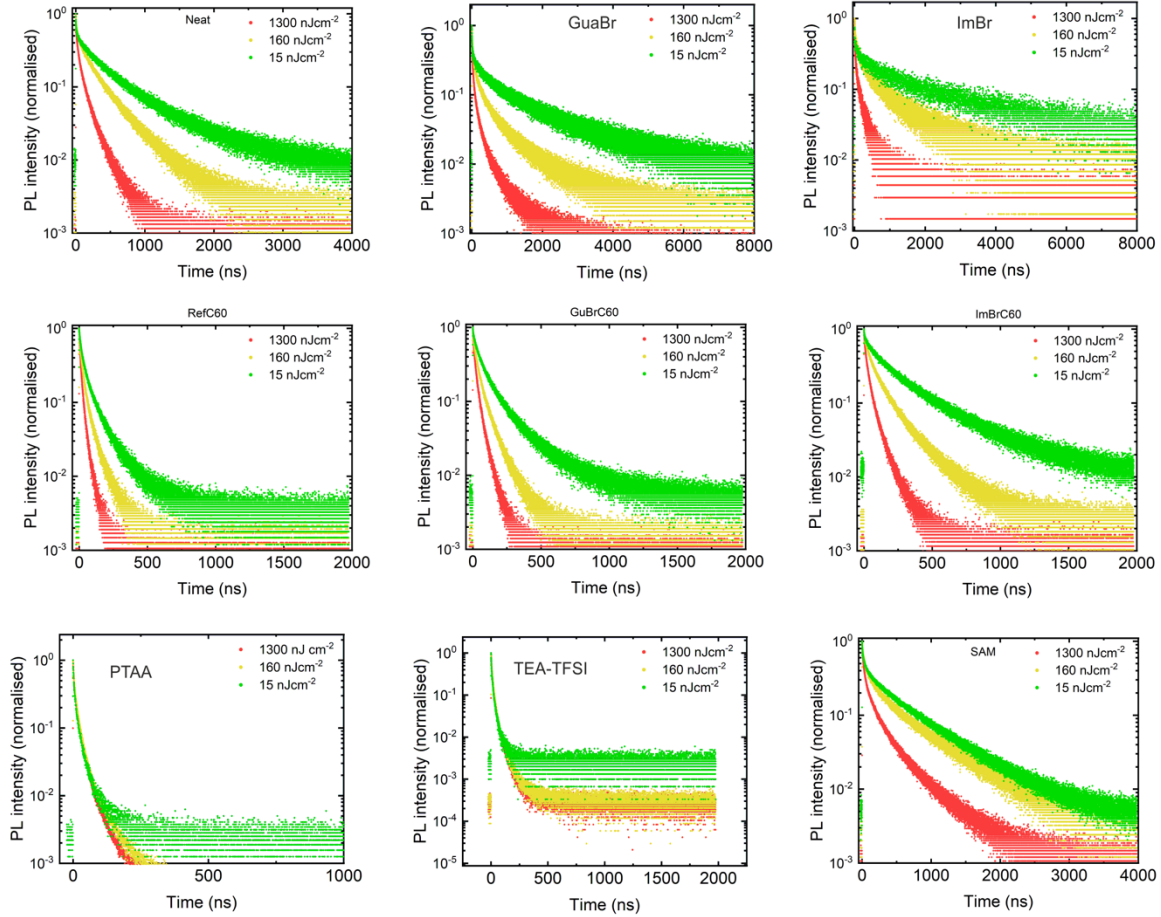 Neat
1300 nJcm⁻²
160 nJcm⁻²
15 nJcm⁻²
PL intensity (normalised)
10⁰
10⁻¹
10⁻²
10⁻³
0 1000 2000 3000 4000
Time (ns)
GuaBr
1300 nJcm⁻²
160 nJcm⁻²
15 nJcm⁻²
PL intensity (normalised)
10⁰
10⁻¹
10⁻²
10⁻³
0 2000 4000 6000 8000
Time (ns)
ImBr
1300 nJcm⁻²
160 nJcm⁻²
15 nJcm⁻²
PL intensity (normalised)
10⁰
10⁻¹
10⁻²
10⁻³
0 2000 4000 6000 8000
Time (ns)
RefC60
1300 nJcm⁻²
160 nJcm⁻²
15 nJcm⁻²
PL intensity (normalised)
10⁰
10⁻¹
10⁻²
10⁻³
0 500 1000 1500 2000
Time (ns)
GuBrC60
1300 nJcm⁻²
160 nJcm⁻²
15 nJcm⁻²
PL intensity (normalised)
10⁰
10⁻¹
10⁻²
10⁻³
0 500 1000 1500 2000
Time (ns)
ImBrC60
1300 nJcm⁻²
160 nJcm⁻²
15 nJcm⁻²
PL intensity (normalised)
10⁰
10⁻¹
10⁻²
10⁻³
0 500 1000 1500 2000
Time (ns)
PTAA
1300 nJ cm⁻²
160 nJcm⁻²
15 nJcm⁻²
PL intensity (normalised)
10⁰
10⁻¹
10⁻²
10⁻³
0 500 1000
Time (ns)
TEA-TFSI
1300 nJcm⁻²
160 nJcm⁻²
15 nJcm⁻²
PL intensity (normalised)
10⁰
10⁻¹
10⁻²
10⁻³
10⁻⁴
10⁻⁵
0 500 1000 1500 2000
Time (ns)
SAM
1300 nJcm⁻²
160 nJcm⁻²
15 nJcm⁻²
PL intensity (normalised)
10⁰
10⁻¹
10⁻²
10⁻³
0 1000 2000 3000 4000
Time (ns)